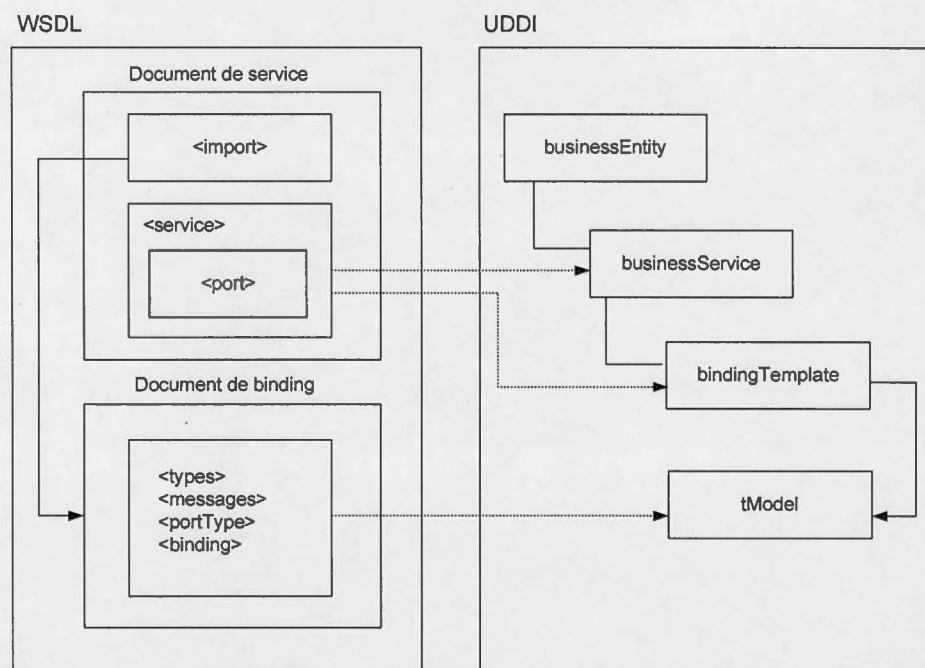 WSDL
Document de service
<import>
<service>
<port>
Document de binding
<types>
<messages>
<portType>
<binding>
UDDI
businessEntity
businessService
bindingTemplate
tModel